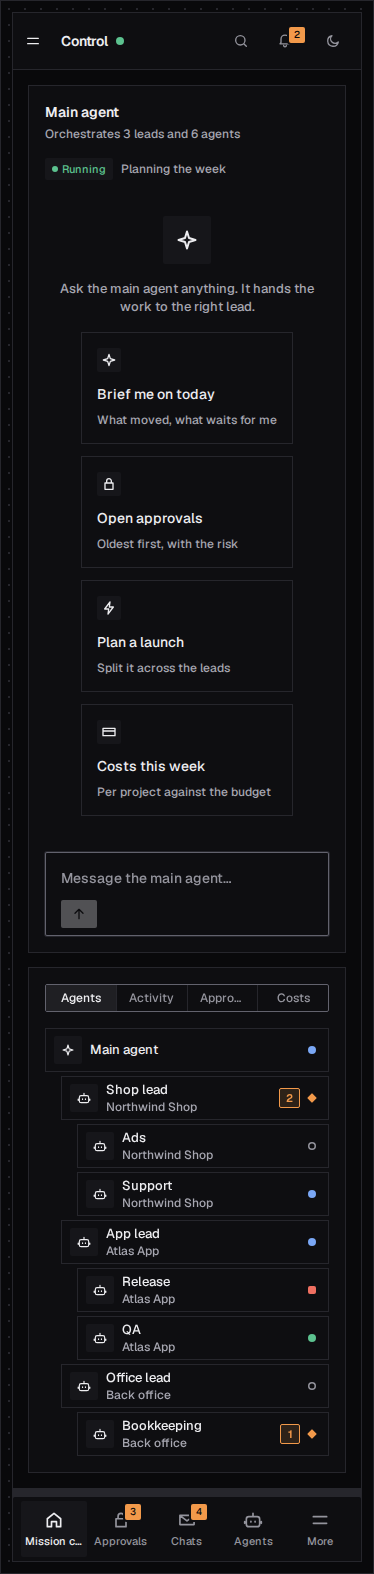 Control
2
Main agent
Orchestrates 3 leads and 6 agents
Running
Planning the week
Ask the main agent anything. It hands the
work to the right lead.
Brief me on today
What moved, what waits for me
Open approvals
Oldest first, with the risk
Plan a launch
Split it across the leads
Costs this week
Per project against the budget
Message the main agent...
Agents
Activity
Appro...
Costs
Main agent
Shop lead
Northwind Shop
2
Ads
Northwind Shop
Support
Northwind Shop
App lead
Atlas App
Release
Atlas App
QA
Atlas App
Office lead
Back office
Bookkeeping
Back office
1
Mission c...
3
Approvals
4
Chats
Agents
More